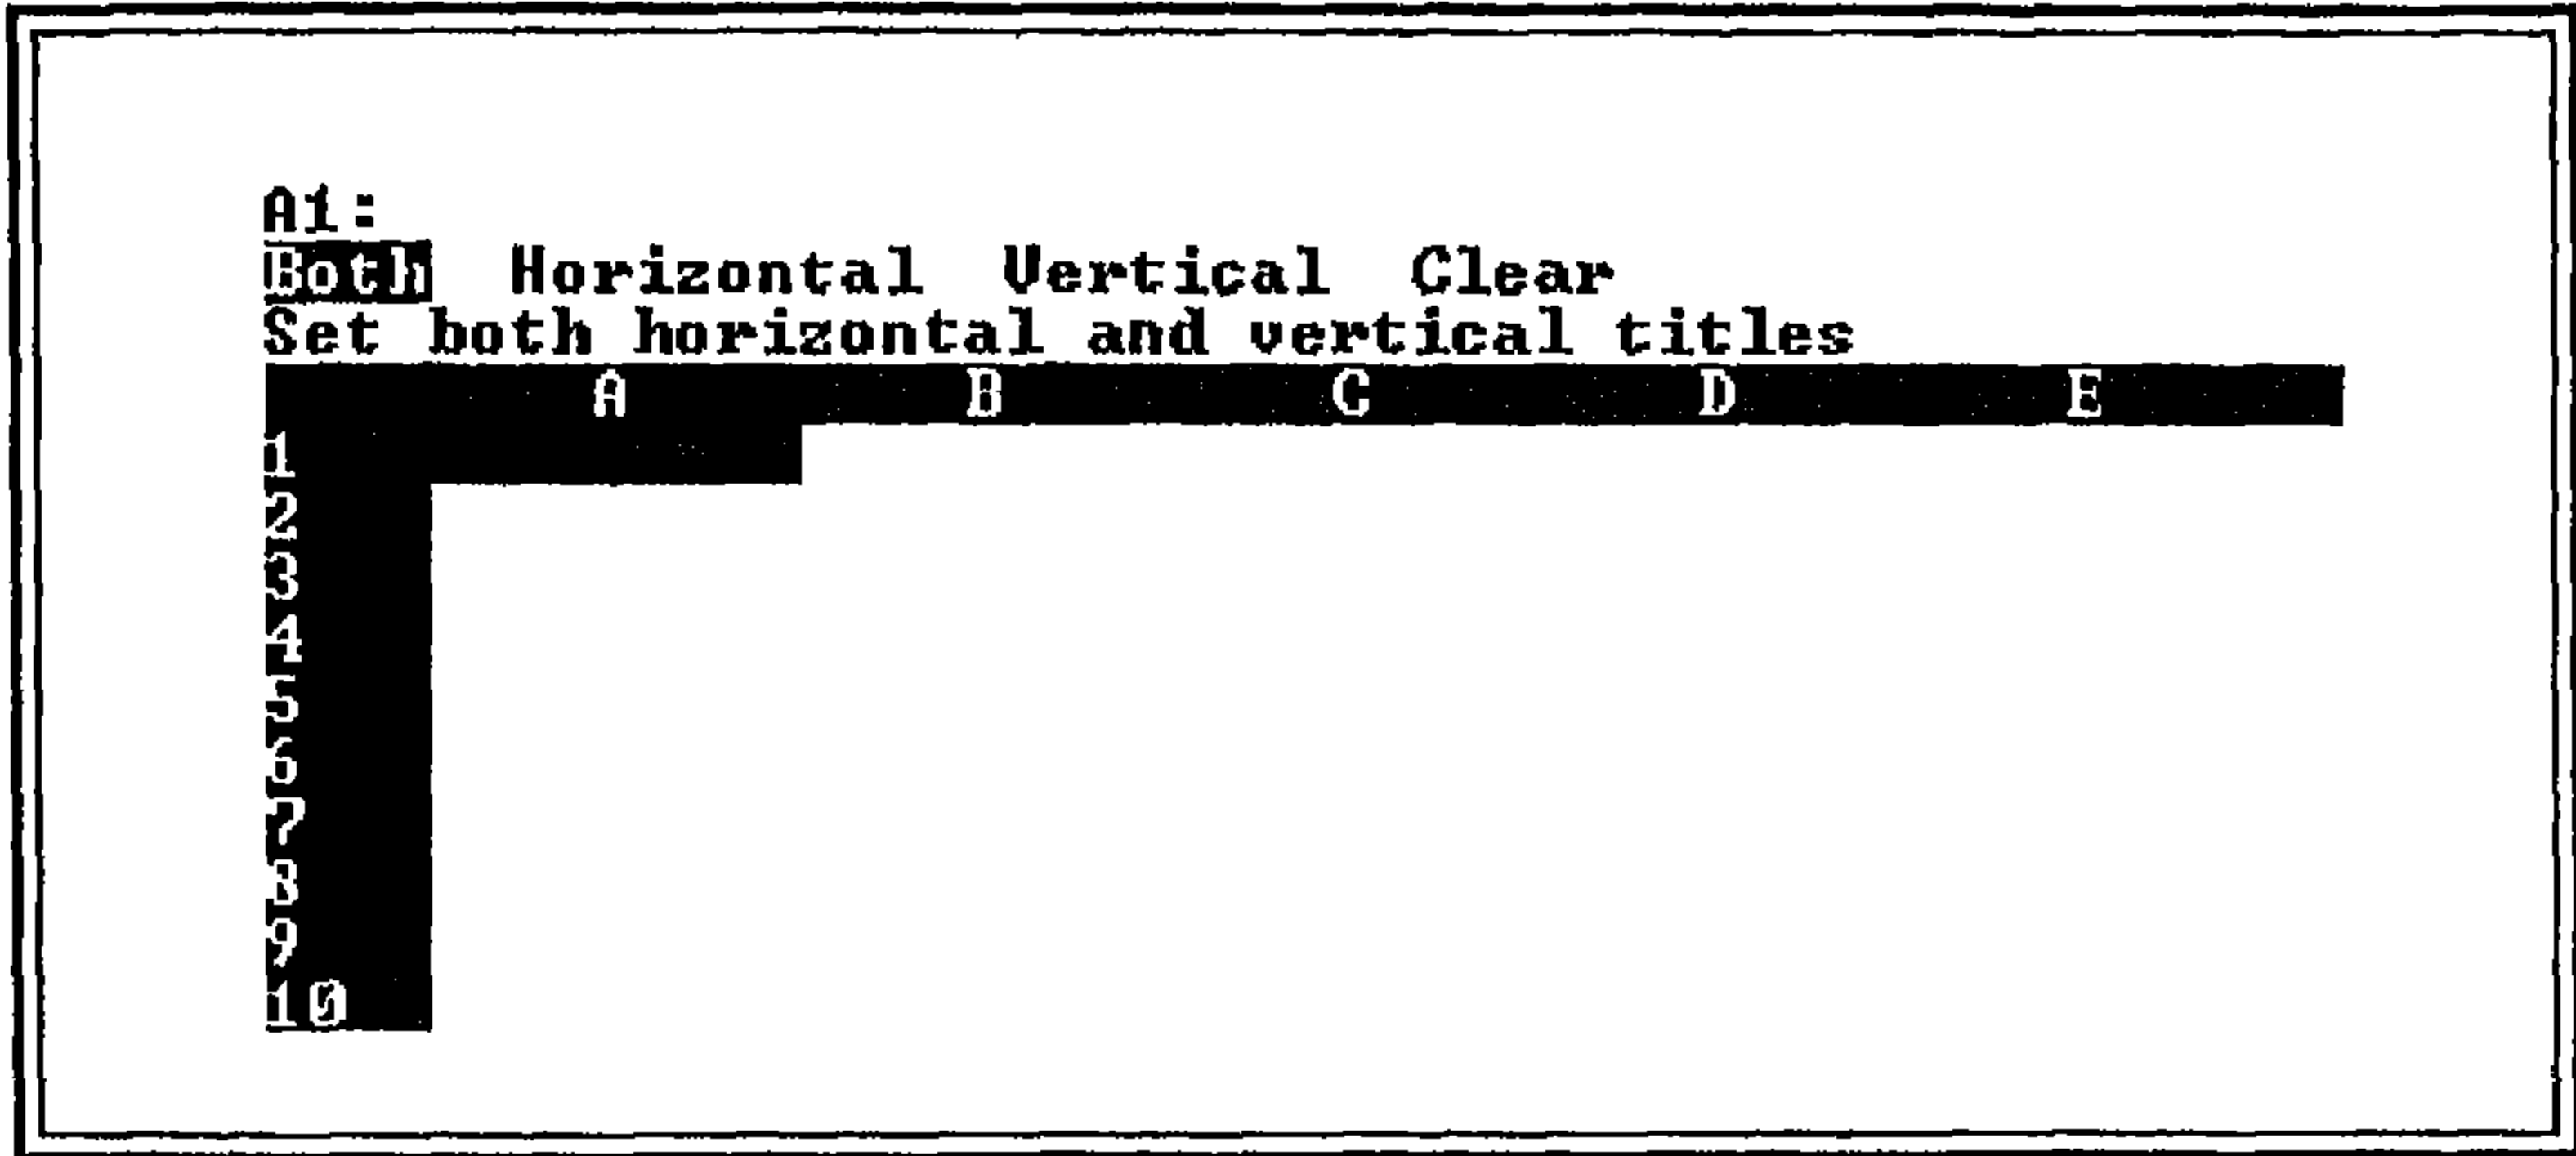 A1:
Both Horizontal Vertical Clear
Set both horizontal and vertical titles
A B C D E
1
2
3
4
5
6
7
8
9
10